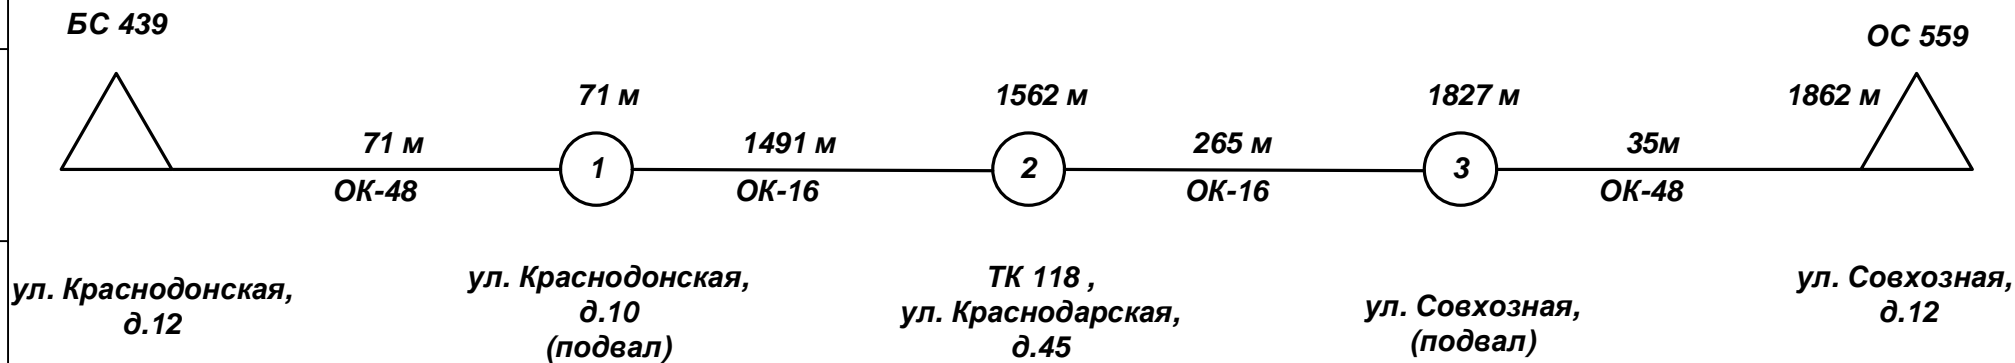 БС 439
ОС 559
71 м
1562 м
1827 м
1862 м
71 м
1491 м
265 м
35м
1
2
3
ОК-48
ОК-16
ОК-16
ОК-48
ул. Краснодонская,
д.12
ул. Краснодонская,
д.10
(подвал)
ТК 118 ,
ул. Краснодарская,
д.45
ул. Совхозная,
(подвал)
ул. Совхозная,
д.12